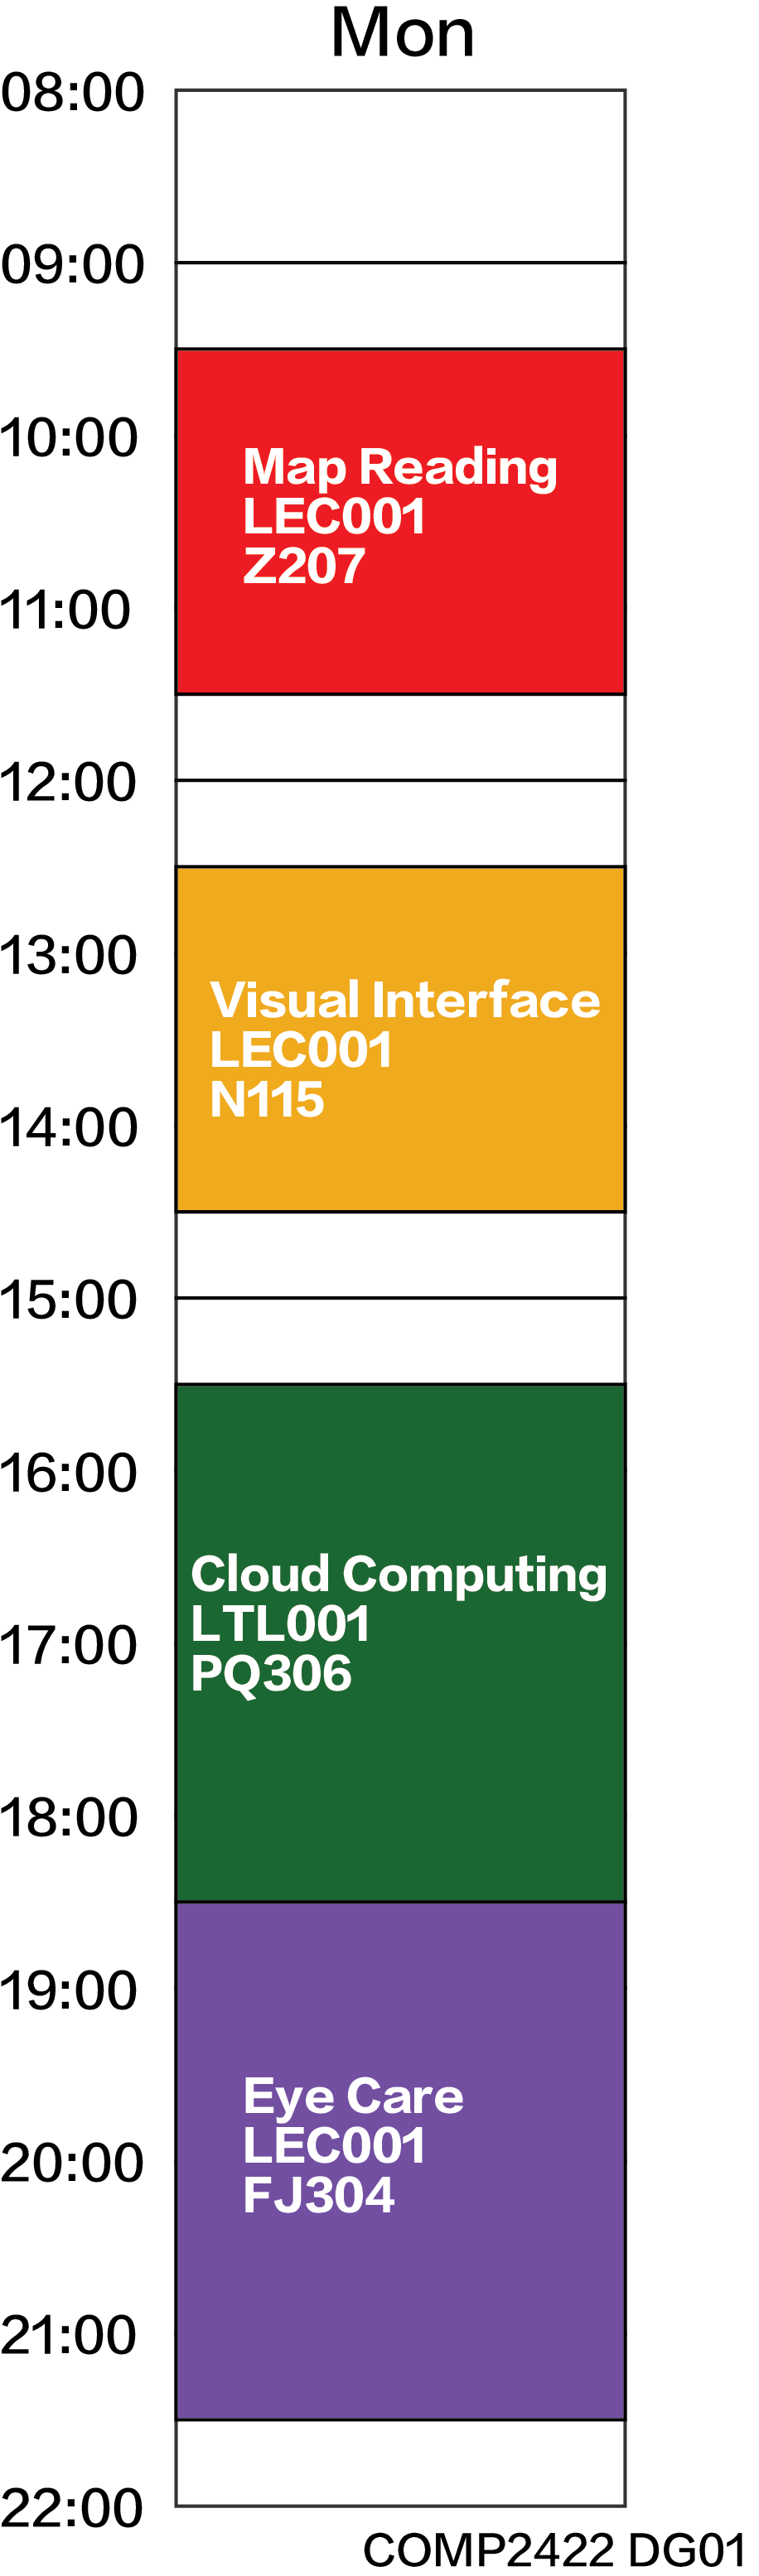 Mon
08:00
09:00
10:00
Map Reading
LEC001
Z207
11:00
12:00
13:00
Visual Interface
LEC001
N115
14:00
15:00
16:00
Cloud Computing
LTL001
PQ306
17:00
18:00
19:00
Eye Care
LEC001
FJ304
20:00
21:00
22:00
COMP2422 DG01